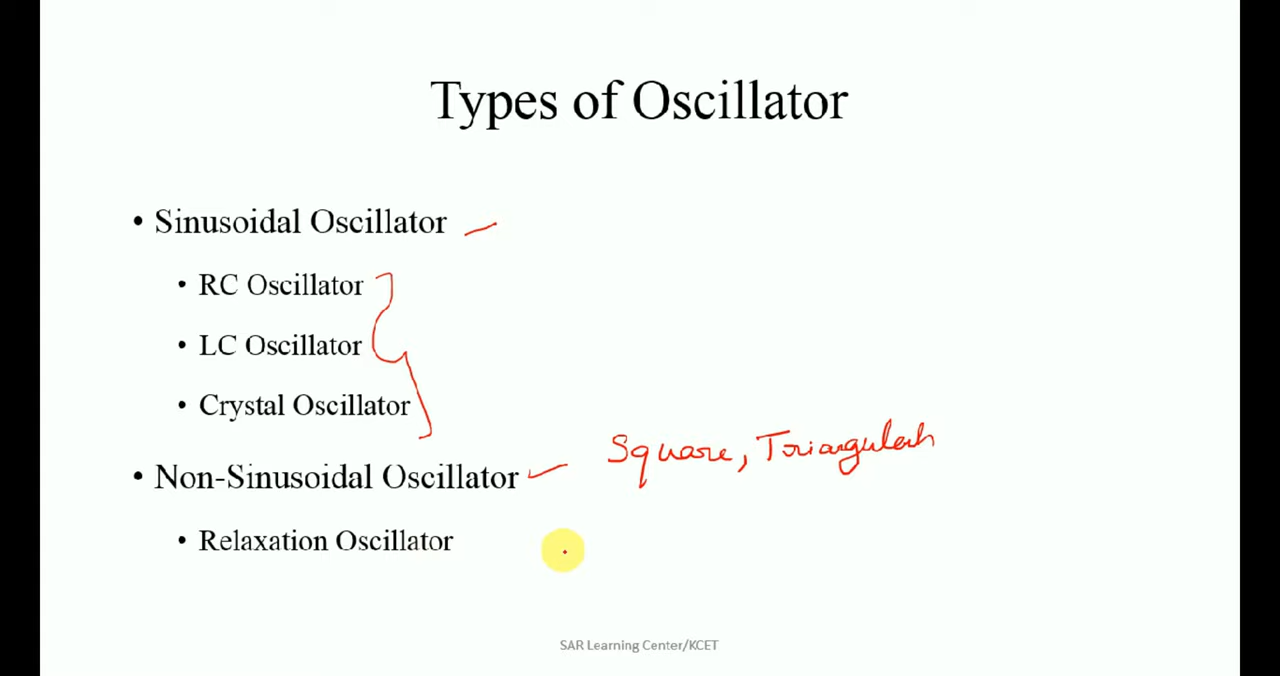 Types of Oscillator
• Sinusoidal Oscillator
• RC Oscillator
• LC Oscillator
• Crystal Oscillator
Square, Triangular
• Non-Sinusoidal Oscillator
• Relaxation Oscillator
SAR Learning Center/KCET